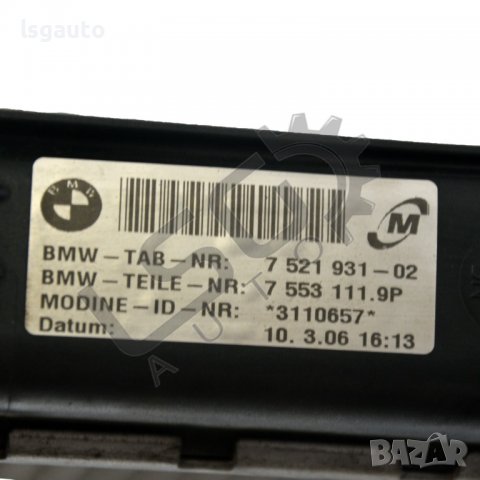 lsgauto
BMW
M
BMW-TAB-NR: 7 521 931-02
BMW-TEILE-NR: 7 553 111.9P
MODINE-ID-NR: *3110657*
Datum: 10. 3.06 16:13
LSG
AUTO
BAZAR